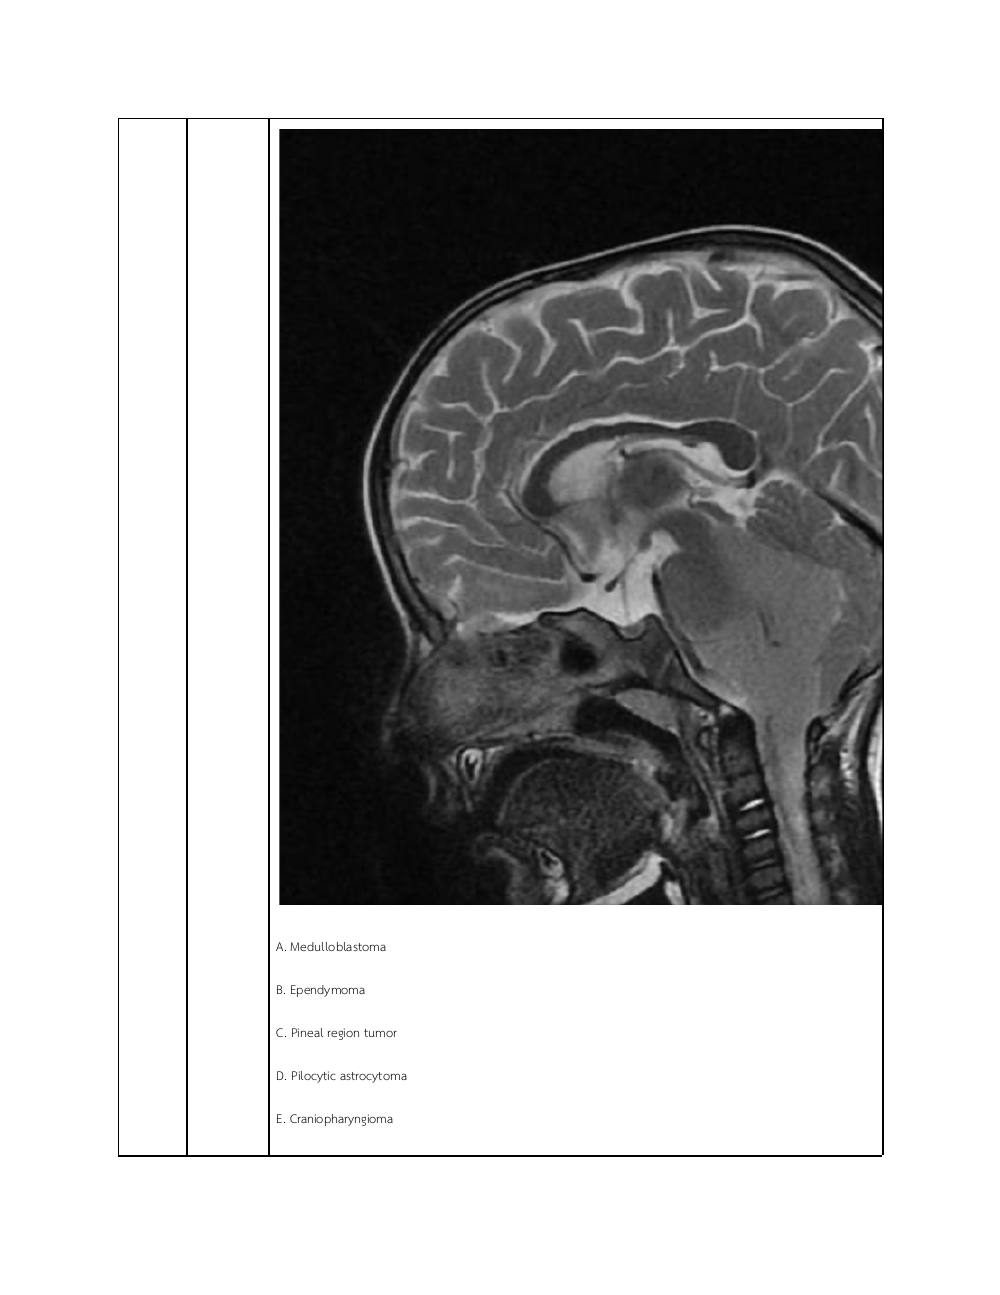 A. Medulloblastoma
B. Ependymoma
C. Pineal region tumor
D. Pilocytic astrocytoma
E. Craniopharyngioma